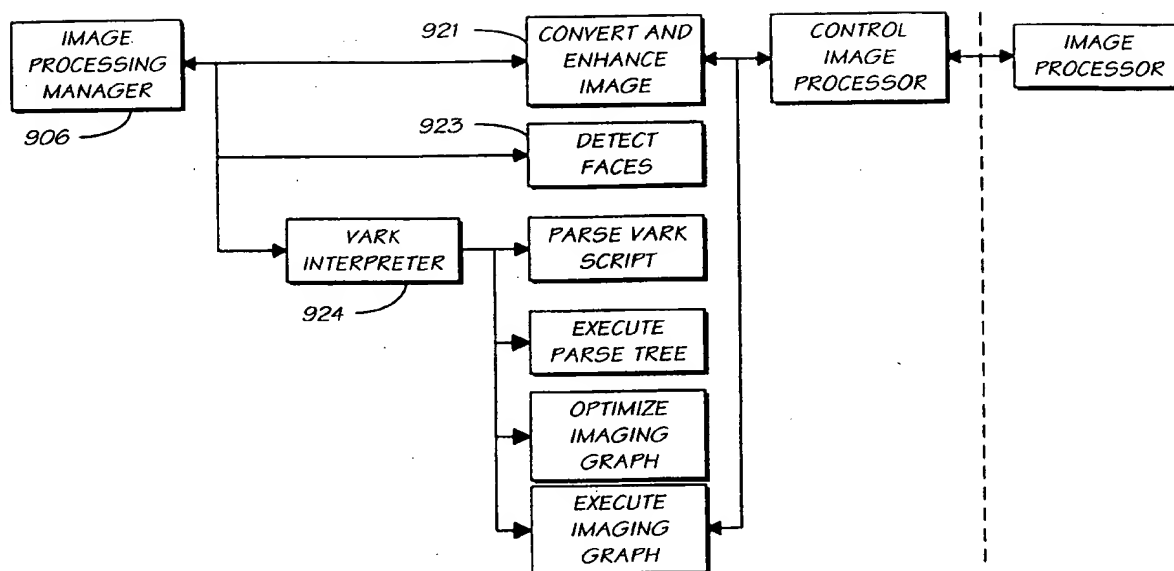 IMAGE
PROCESSING
MANAGER
906
921
CONVERT AND
ENHANCE
IMAGE
CONTROL
IMAGE
PROCESSOR
IMAGE
PROCESSOR
923
DETECT
FACES
VARK
INTERPRETER
924
PARSE VARK
SCRIPT
EXECUTE
PARSE TREE
OPTIMIZE
IMAGING
GRAPH
EXECUTE
IMAGING
GRAPH